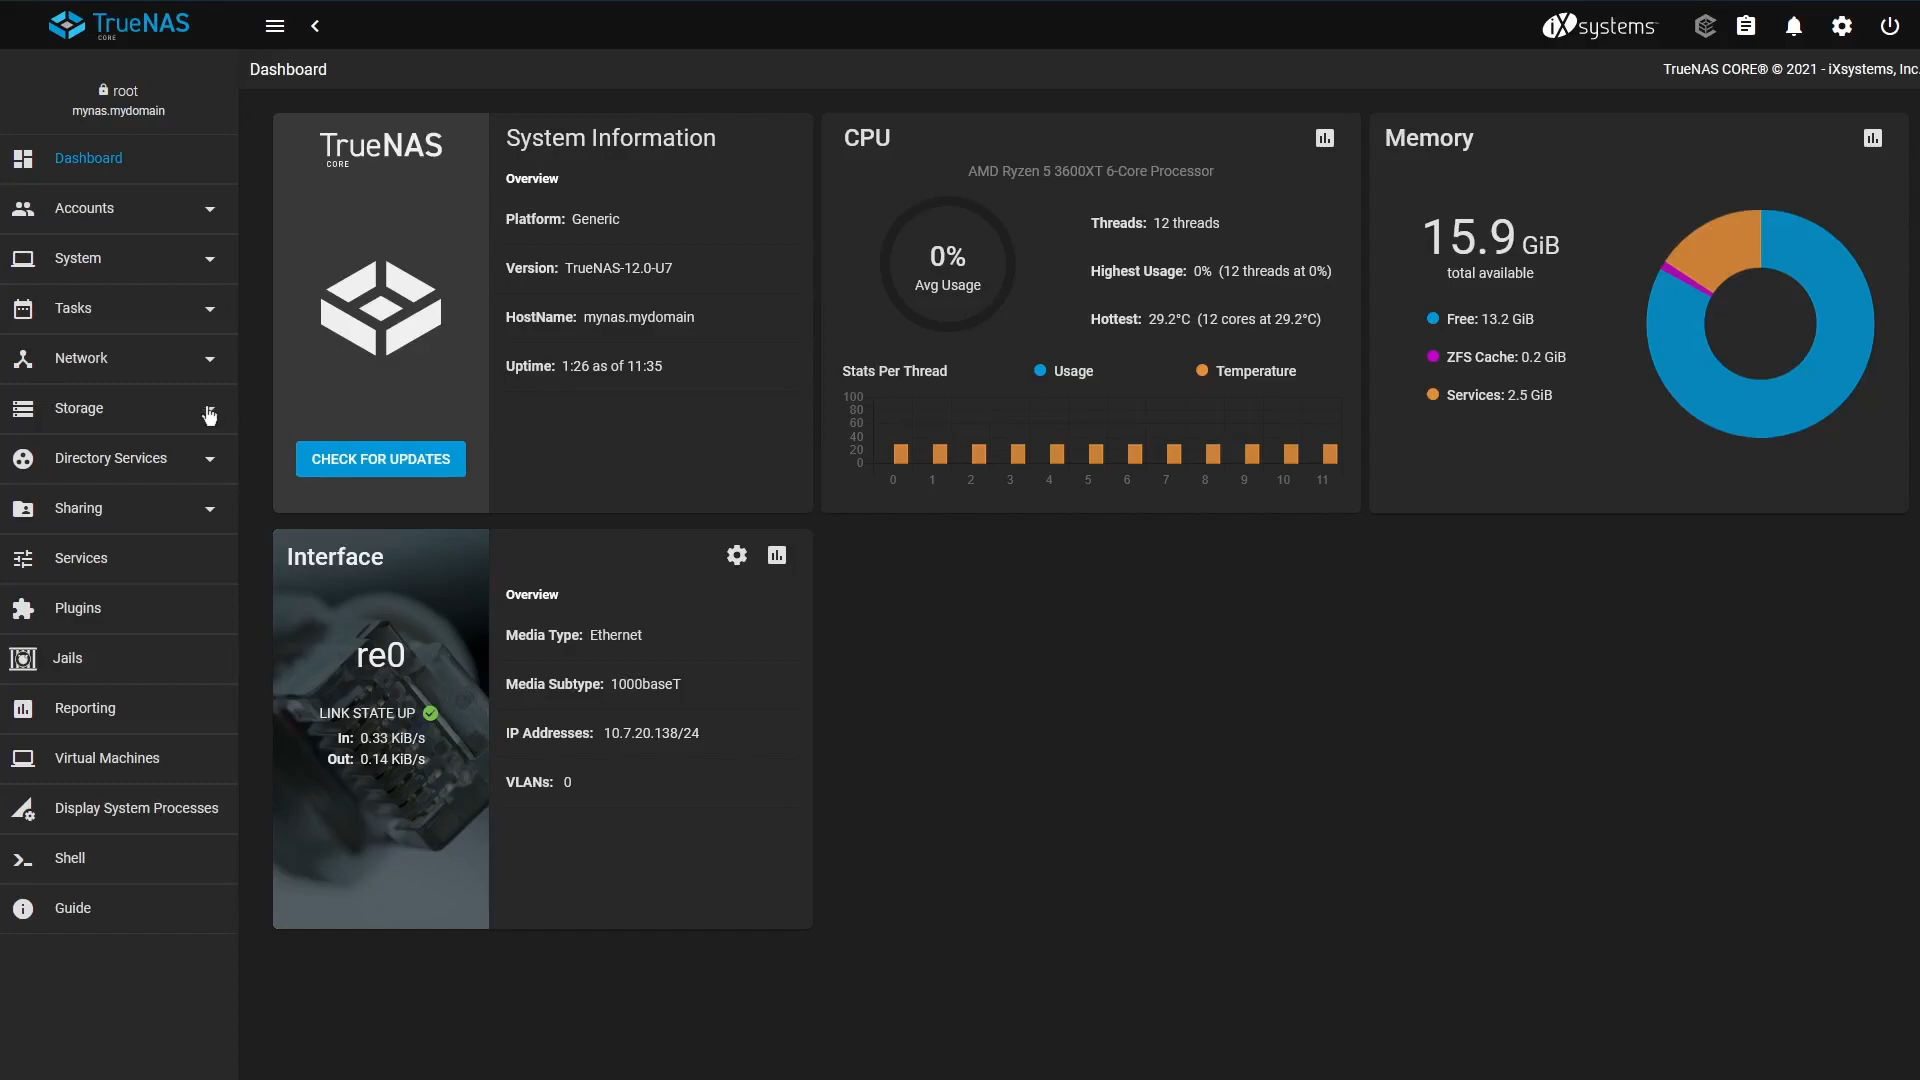 TrueNAS
CORE
iXsystems
Dashboard
TrueNAS CORE® © 2021 - iXsystems, Inc.
root
mynas.mydomain
Dashboard
Accounts
System
Tasks
Network
Storage
Directory Services
Sharing
Services
Plugins
Jails
Reporting
Virtual Machines
Display System Processes
Shell
Guide
TrueNAS
CORE
CHECK FOR UPDATES
System Information
Overview
Platform: Generic
Version: TrueNAS-12.0-U7
HostName: mynas.mydomain
Uptime: 1:26 as of 11:35
CPU
AMD Ryzen 5 3600XT 6-Core Processor
0%
Avg Usage
Threads: 12 threads
Highest Usage: 0% (12 threads at 0%)
Hottest: 29.2°C (12 cores at 29.2°C)
Stats Per Thread
Usage
Temperature
100
80
60
40
20
0
0 1 2 3 4 5 6 7 8 9 10 11
Memory
15.9 GiB
total available
Free: 13.2 GiB
ZFS Cache: 0.2 GiB
Services: 2.5 GiB
Interface
re0
LINK STATE UP
In: 0.33 KiB/s
Out: 0.14 KiB/s
Overview
Media Type: Ethernet
Media Subtype: 1000baseT
IP Addresses: 10.7.20.138/24
VLANs: 0